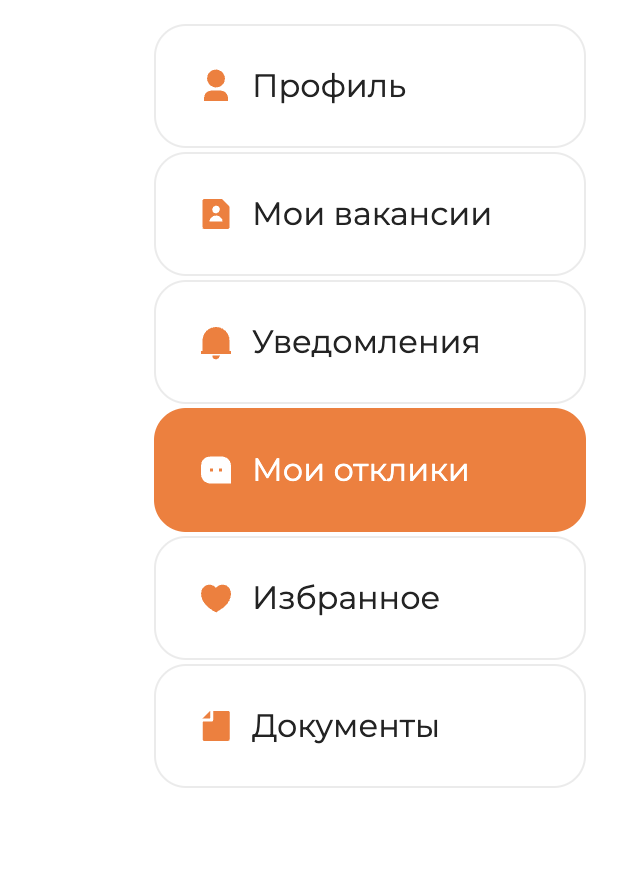 Профиль
Мои вакансии
Уведомления
Мои отклики
Избранное
Документы